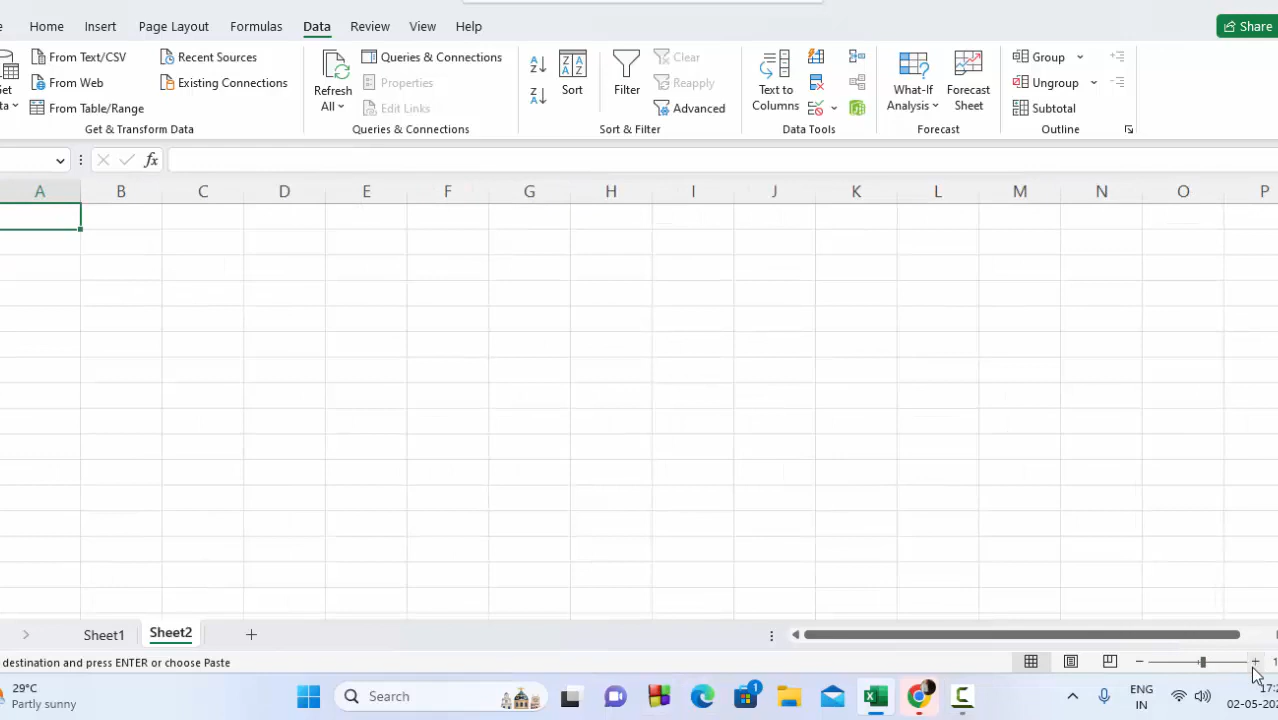 Home Insert Page Layout Formulas Data Review View Help Share
From Text/CSV Recent Sources Queries & Connections Clear Group
From Web Existing Connections Refresh All Properties Sort Filter Reapply Text to Columns What-If Analysis Forecast Sheet Ungroup
From Table/Range Edit Links Advanced Subtotal
Get & Transform Data Queries & Connections Sort & Filter Data Tools Forecast Outline
fx
A B C D E F G H I J K L M N O P
Sheet1 Sheet2
destination and press ENTER or choose Paste
29°C
Partly sunny
Search
ENG
IN
02-05-20